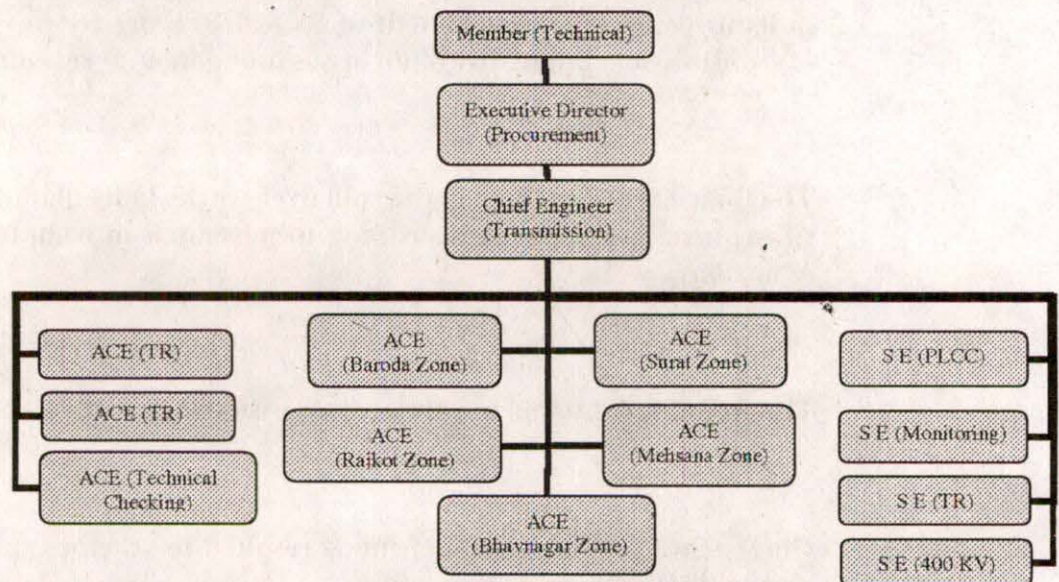 Member (Technical)
Executive Director
(Procurement)
Chief Engineer
(Transmission)
ACE (TR)
ACE (TR)
ACE (Technical
Checking)
ACE
(Baroda Zone)
ACE
(Surat Zone)
ACE
(Rajkot Zone)
ACE
(Mehsana Zone)
ACE
(Bhavnagar Zone)
S E (PLCC)
S E (Monitoring)
S E (TR)
S E (400 KV)